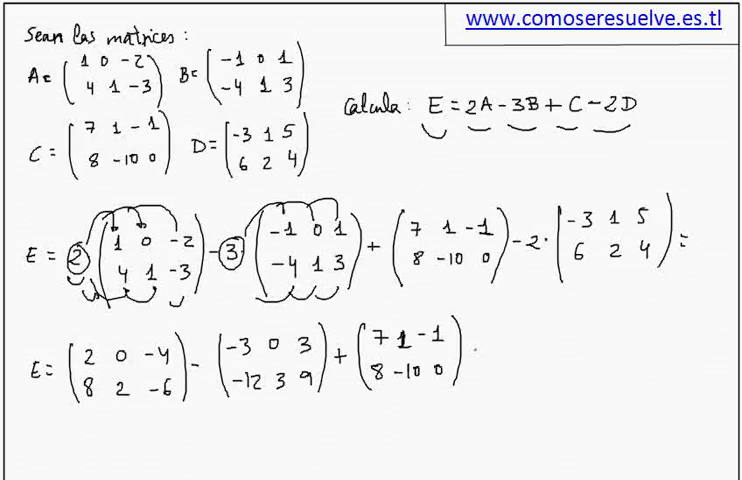 www.comoseresuelve.es.tl
Sean las matrices:
A= ( 1 0 -2 ) B= ( -1 0 1 )
( 4 1 -3 ) ( -4 1 3 )
Calcula: E = 2A - 3B + C - 2D
C = ( 7 1 -1 ) D = ( -3 1 5 )
( 8 -10 0 ) ( 6 2 4 )
E = 2 ( 1 0 -2 ) - 3 ( -1 0 1 ) + ( 7 1 -1 ) - 2 · ( -3 1 5 ) =
( 4 1 -3 ) ( -4 1 3 ) ( 8 -10 0 ) ( 6 2 4 )
E = ( 2 0 -4 ) - ( -3 0 3 ) + ( 7 1 -1 )
( 8 2 -6 ) ( -12 3 9 ) ( 8 -10 0 )